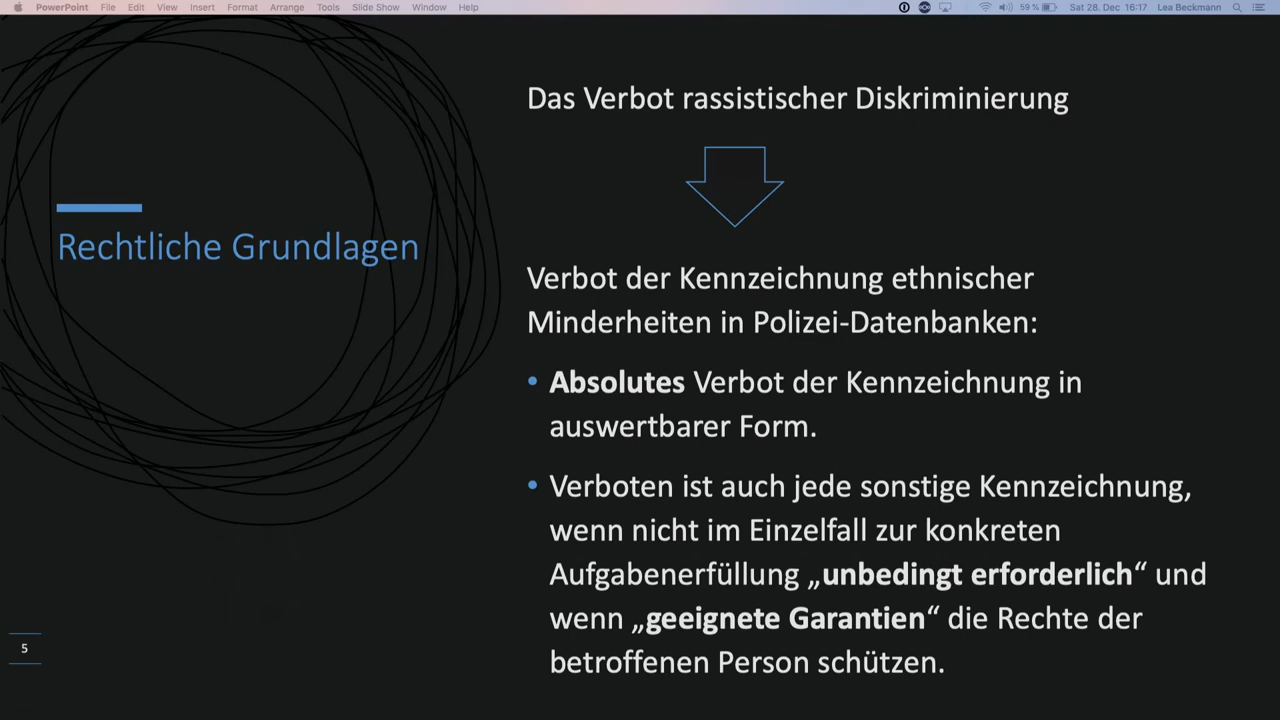 PowerPoint File Edit View Insert Format Arrange Tools Slide Show Window Help 59 % Sat 28. Dec 16:17 Lea Beckmann
Rechtliche Grundlagen
5
Das Verbot rassistischer Diskriminierung
Verbot der Kennzeichnung ethnischer
Minderheiten in Polizei-Datenbanken:
• Absolutes Verbot der Kennzeichnung in
auswertbarer Form.
• Verboten ist auch jede sonstige Kennzeichnung,
wenn nicht im Einzelfall zur konkreten
Aufgabenerfüllung „unbedingt erforderlich“ und
wenn „geeignete Garantien“ die Rechte der
betroffenen Person schützen.